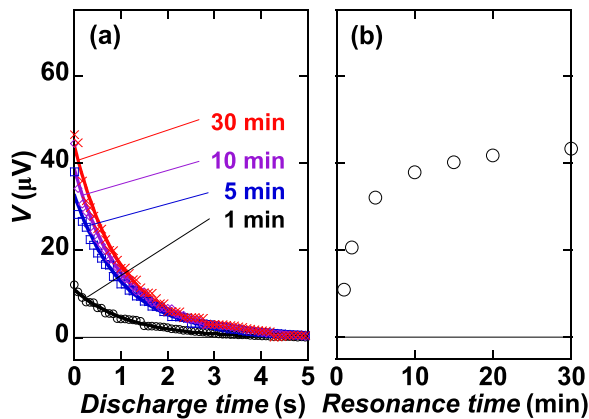 (a)
(b)
60
40
20
0
V (μV)
30 min
10 min
5 min
1 min
0 1 2 3 4 5
0 10 20 30
Discharge time (s)
Resonance time (min)